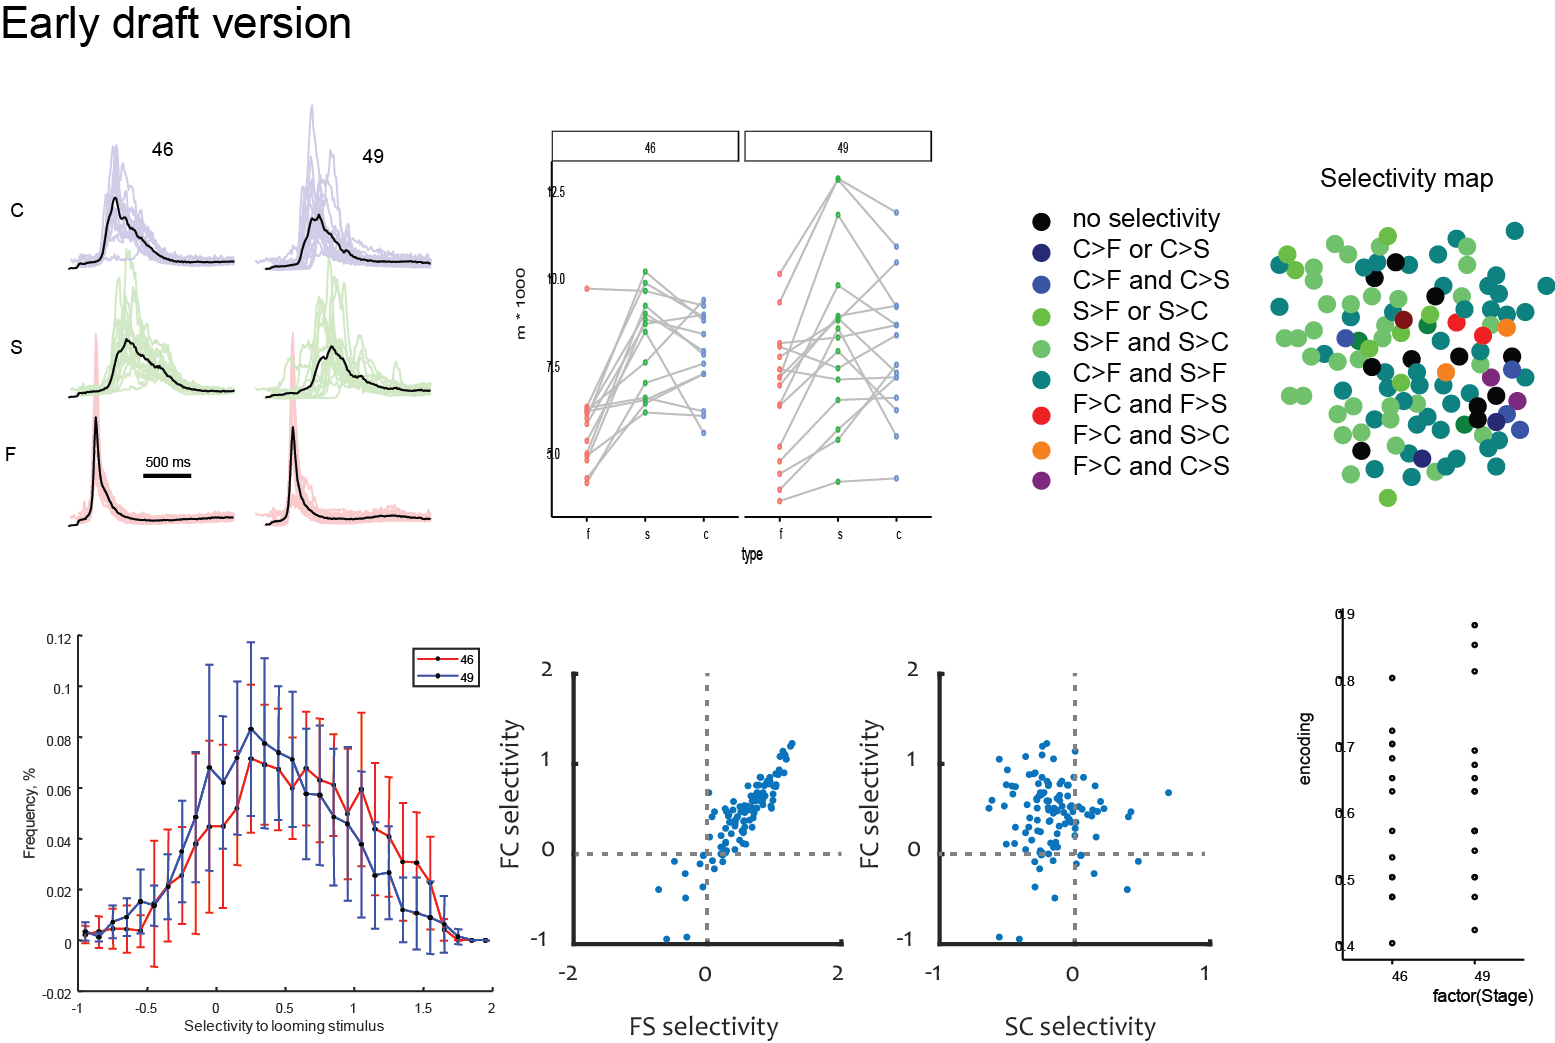 Early draft version
46
49
C
S
F
500 ms
46
49
12.5
10.0
7.5
5.0
m * 1000
f
s
c
f
s
c
type
Selectivity map
no selectivity
C>F or C>S
C>F and C>S
S>F or S>C
S>F and S>C
C>F and S>F
F>C and F>S
F>C and S>C
F>C and C>S
0.12
0.1
0.08
0.06
0.04
0.02
0
-0.02
Frequency, %
46
49
-1
-0.5
0
0.5
1
1.5
2
Selectivity to looming stimulus
2
1
0
-1
FC selectivity
-2
0
2
FS selectivity
2
1
0
-1
FC selectivity
-1
0
1
SC selectivity
0.9
0.8
0.7
0.6
0.5
0.4
encoding
46
49
factor(Stage)